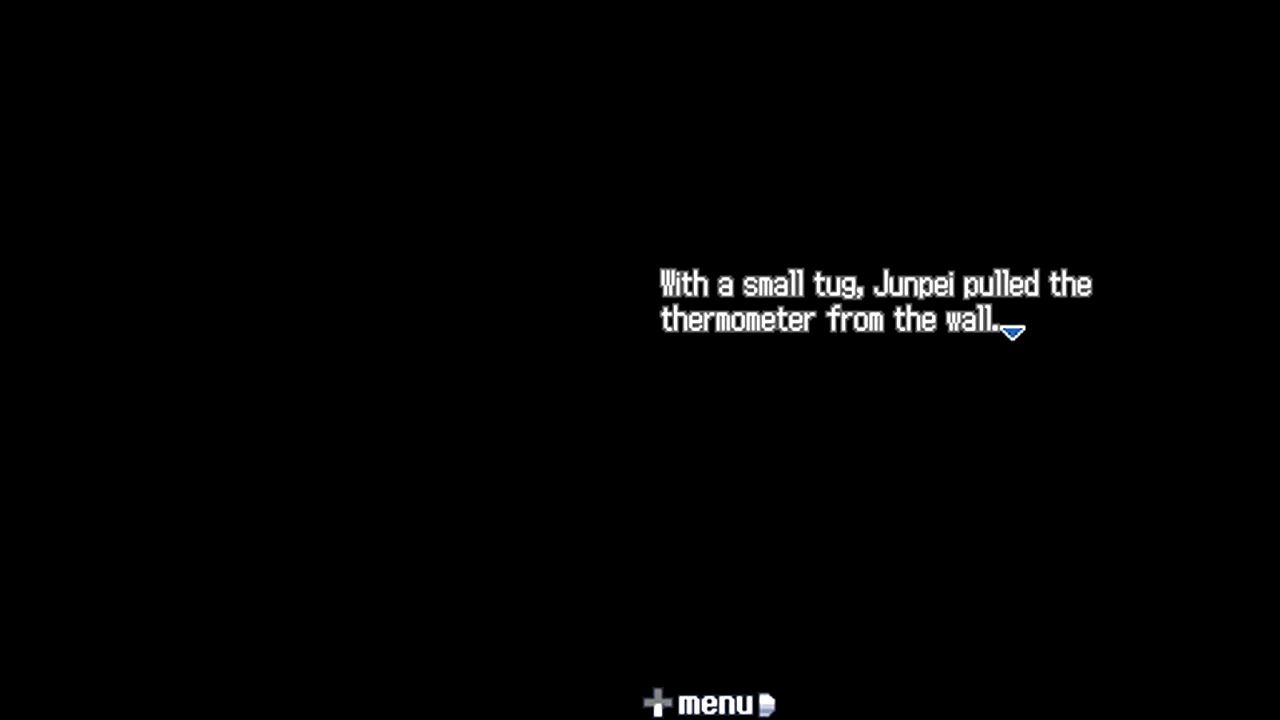 With a small tug, Junpei pulled the
thermometer from the wall.
menu